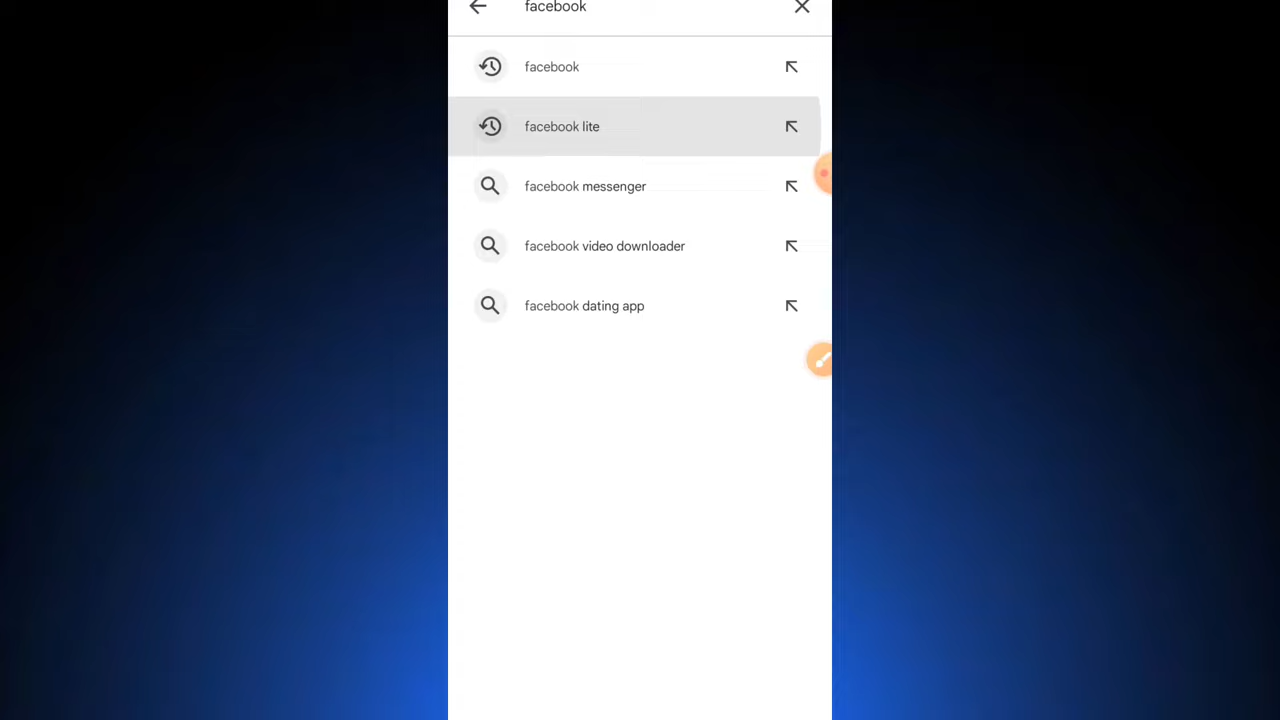 facebook
facebook
facebook lite
facebook messenger
facebook video downloader
facebook dating app